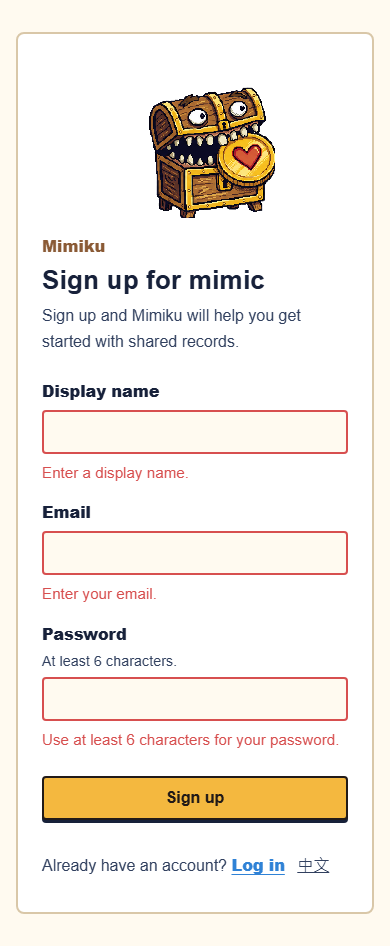 Mimiku
Sign up for mimic
Sign up and Mimiku will help you get
started with shared records.
Display name
Enter a display name.
Email
Enter your email.
Password
At least 6 characters.
Use at least 6 characters for your password.
Sign up
Already have an account? Log in 中文